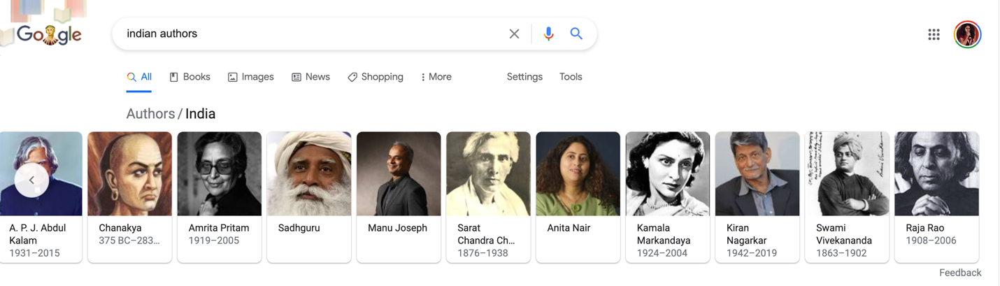 Google
indian authors
All Books Images News Shopping More Settings Tools
Authors / India
A. P. J. Abdul
Kalam
1931–2015
Chanakya
375 BC–283...
Amrita Pritam
1919–2005
Sadhguru
Manu Joseph
Sarat
Chandra Ch...
1876–1938
Anita Nair
Kamala
Markandaya
1924–2004
Kiran
Nagarkar
1942–2019
Swami
Vivekananda
1863–1902
Raja Rao
1908–2006
Feedback